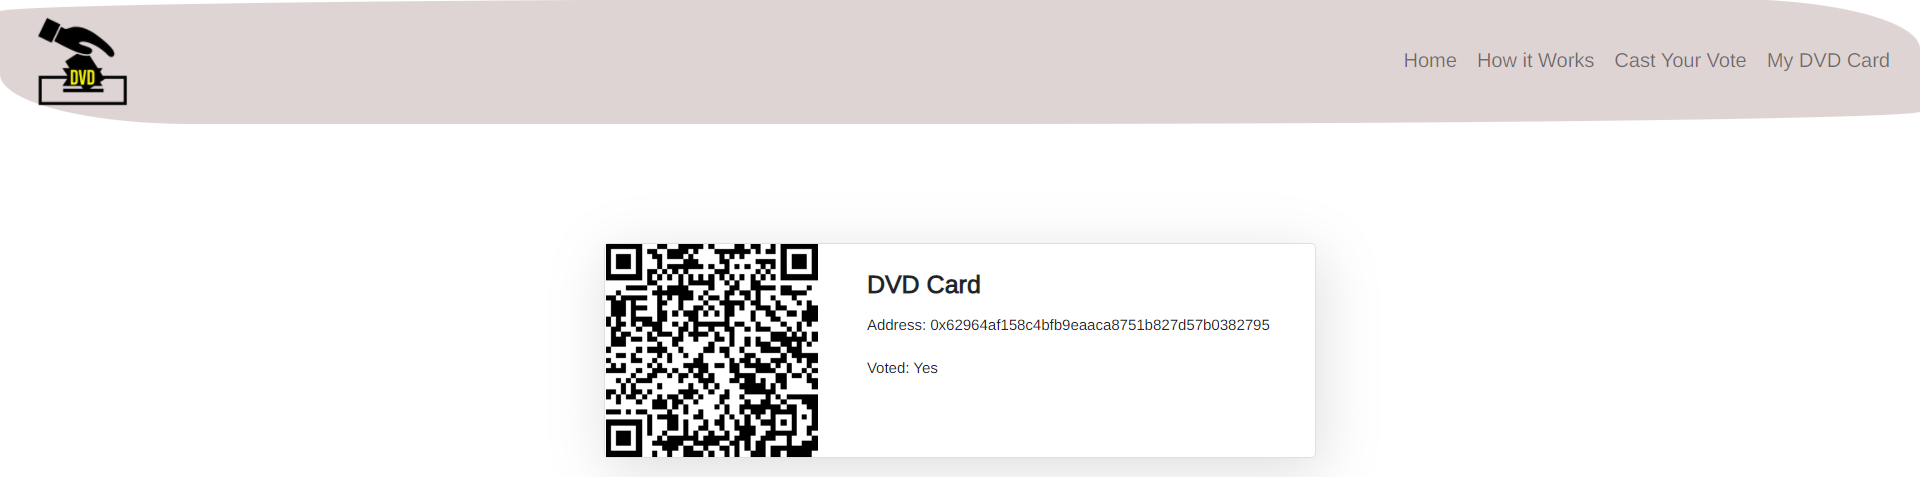 DVD
Home How it Works Cast Your Vote My DVD Card
DVD Card
Address: 0x62964af158c4bfb9eaaca8751b827d57b0382795
Voted: Yes